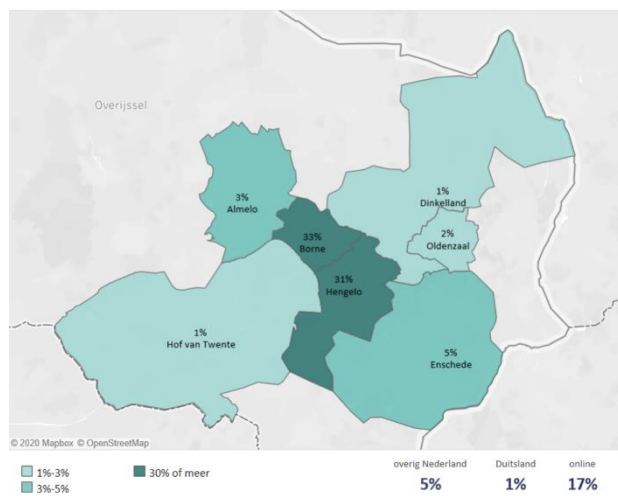 Overijssel
3%
Almelo
1%
Dinkelland
2%
Oldenzaal
33%
Borne
31%
Hengelo
1%
Hof van Twente
5%
Enschede
© 2020 Mapbox © OpenStreetMap
1%-3%
30% of meer
3%-5%
overig Nederland Duitsland online
5% 1% 17%